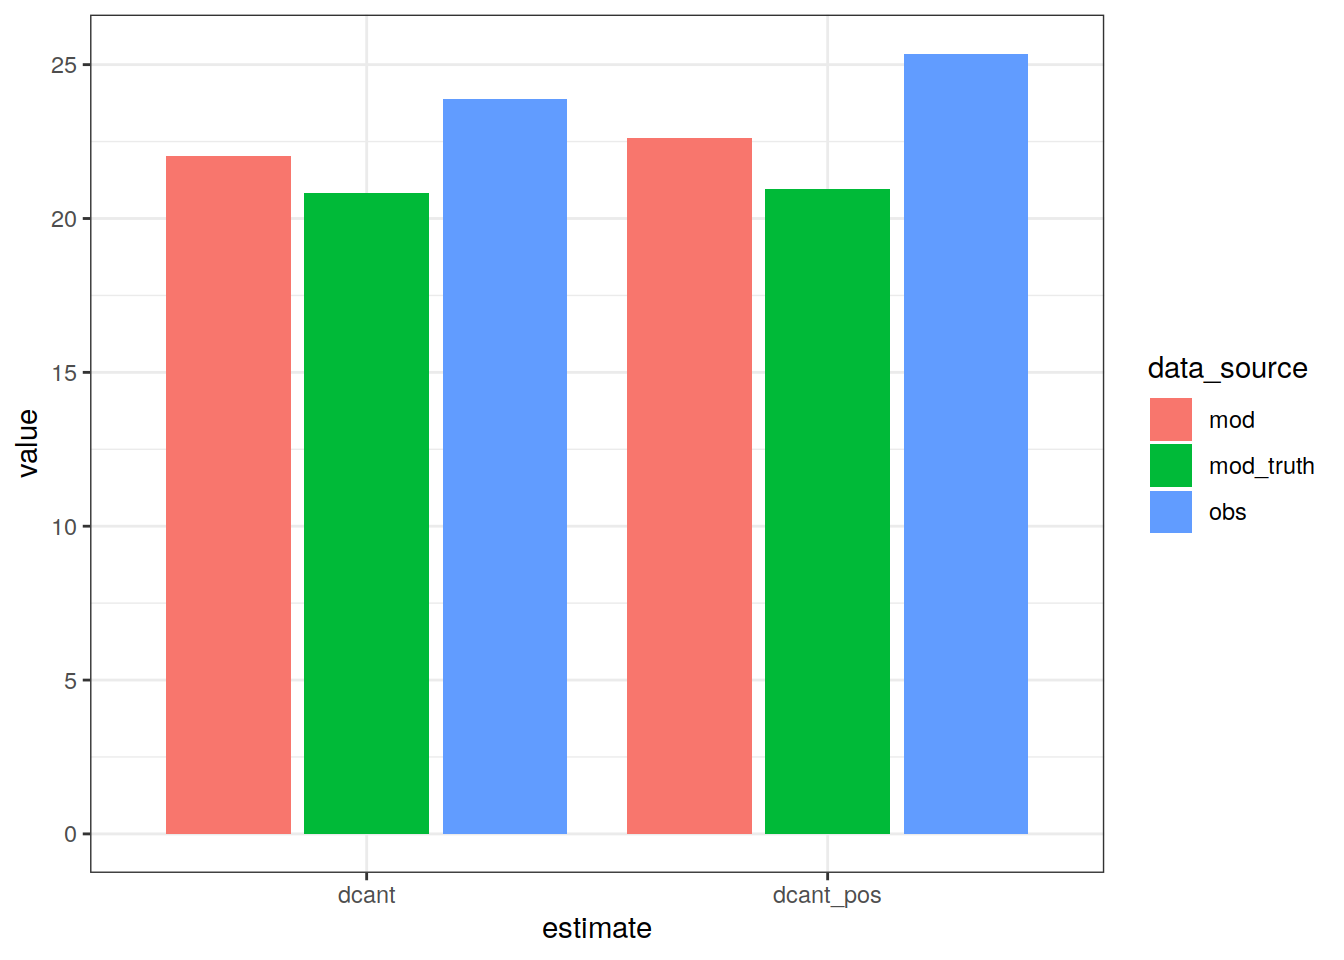 25
20
15
10
5
0
value
dcant
dcant_pos
estimate
data_source
mod
mod_truth
obs